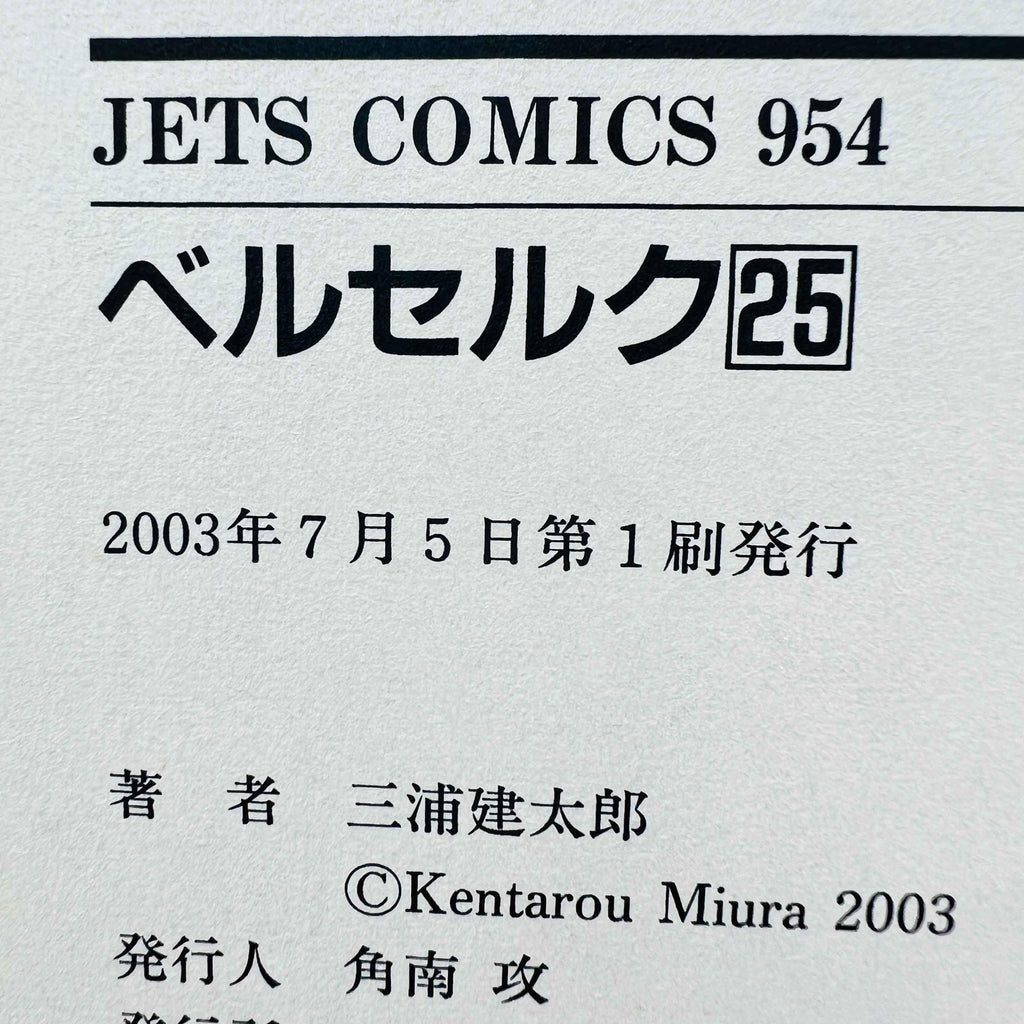 JETS COMICS 954
ベルセルク25
2003年7月5日第1刷発行
著 者 三浦建太郎
©Kentarou Miura 2003
発行人 角南 攻